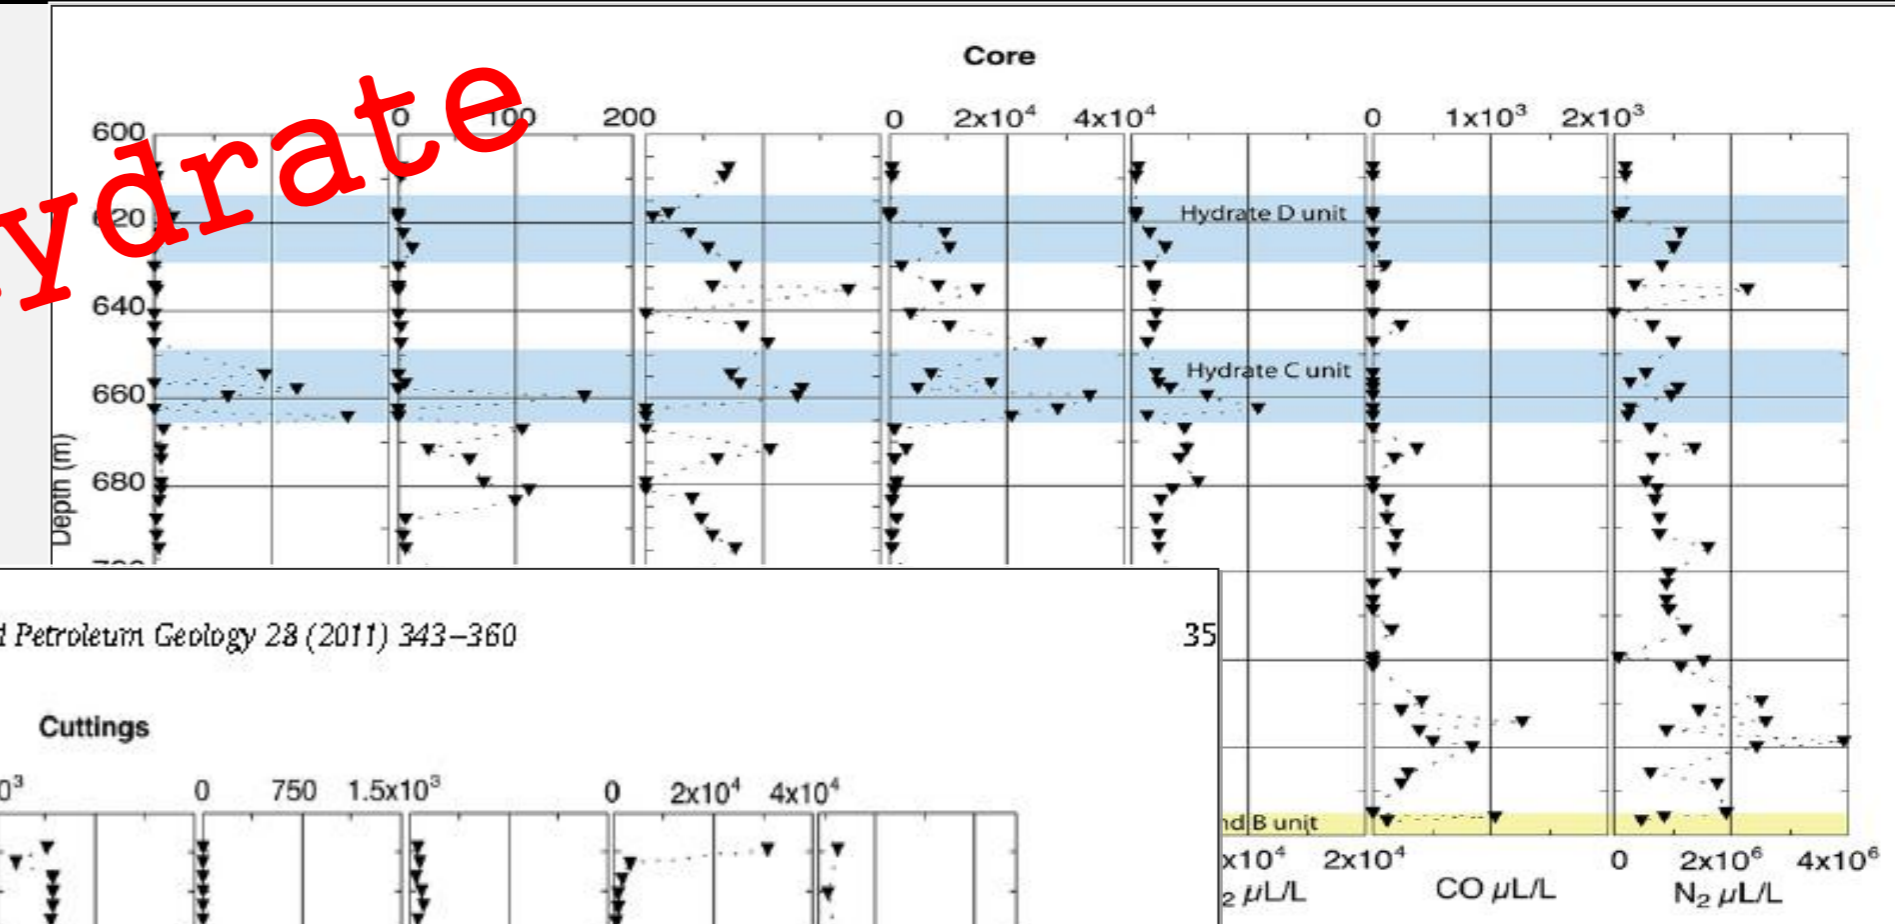 Core
0 100 200 0 2x10⁴ 4x10⁴ 0 1x10³ 2x10³
600
ydrate
620
Hydrate D unit
640
Hydrate C unit
660
680
Depth (m)
Petroleum Geology 28 (2011) 343–360
35
Cuttings
0 750 1.5x10³ 0 2x10⁴ 4x10⁴
B unit
x10⁴ 2x10⁴ 0 2x10⁶ 4x10⁶
₂ µL/L CO µL/L N₂ µL/L